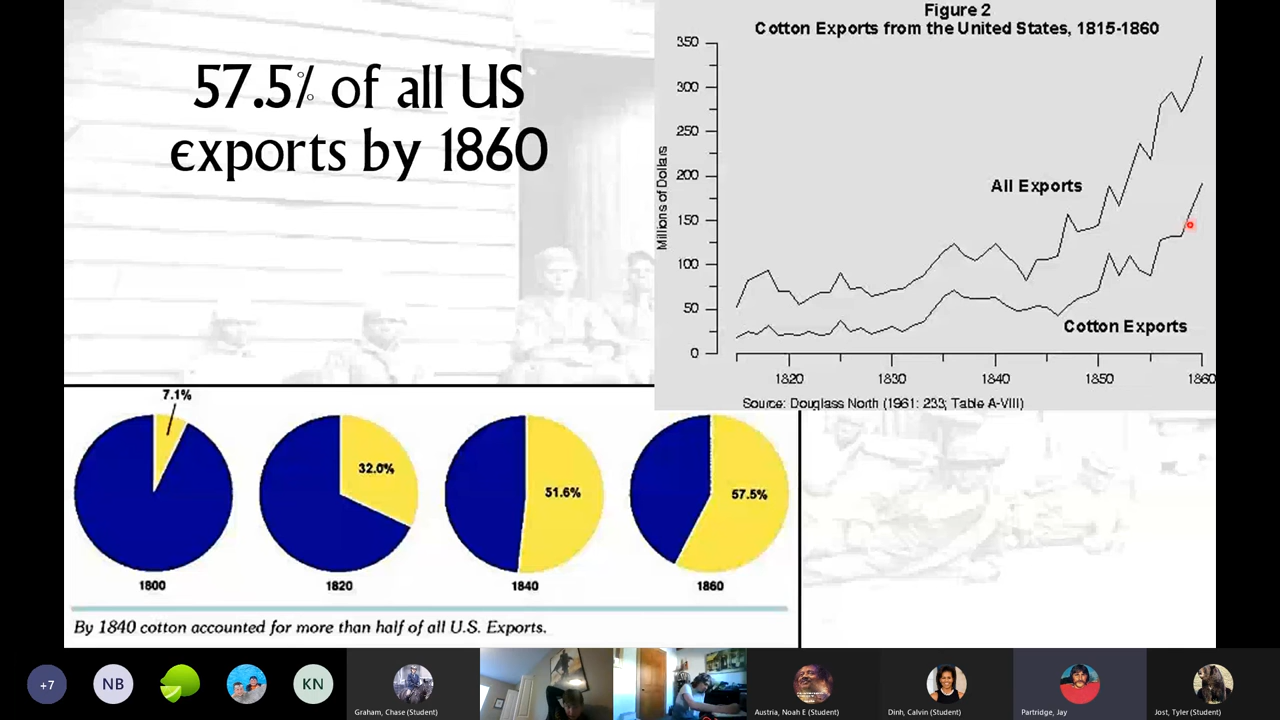 57.5% of all US
exports by 1860
Figure 2
Cotton Exports from the United States, 1815-1860
Millions of Dollars
350
300
250
200
150
100
50
0
All Exports
Cotton Exports
1820
1830
1840
1850
1860
Source: Douglass North (1961: 233; Table A-VIII)
7.1%
32.0%
51.6%
57.5%
1800
1820
1840
1860
By 1840 cotton accounted for more than half of all U.S. Exports.
+7
NB
KN
Graham, Chase (Student)
Austria, Noah E (Student)
Dinh, Calvin (Student)
Partridge, Jay
Jost, Tyler (Student)